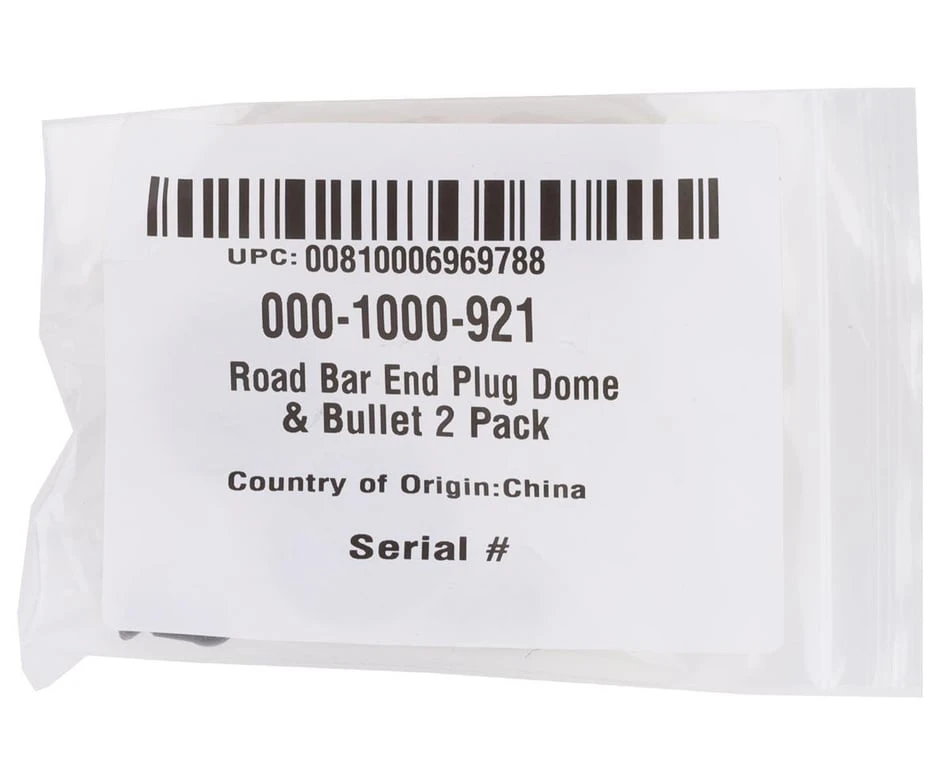 UPC: 00810006969788
000-1000-921
Road Bar End Plug Dome
& Bullet 2 Pack
Country of Origin:China
Serial #